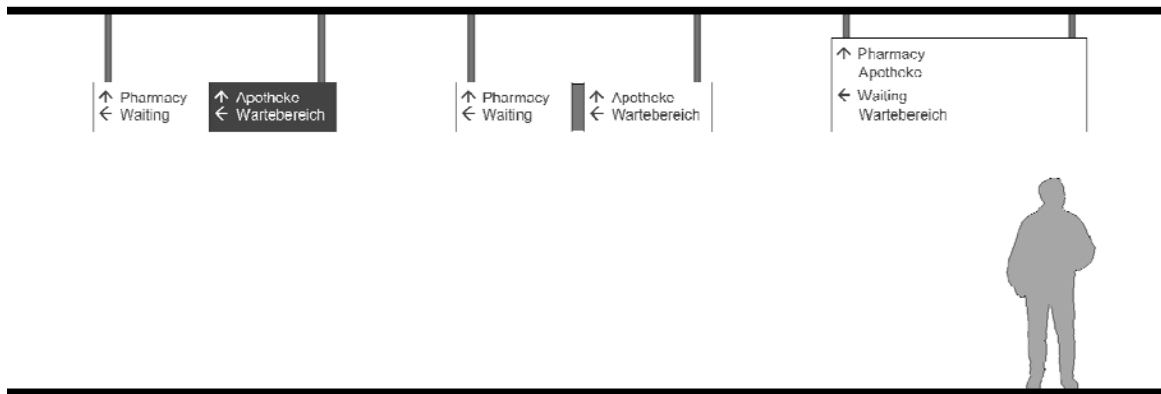 ↑ Pharmacy
← Waiting
↑ Apotheke
← Wartebereich
↑ Pharmacy
← Waiting
↑ Apotheke
← Wartebereich
↑ Pharmacy
Apotheke
← Waiting
Wartebereich